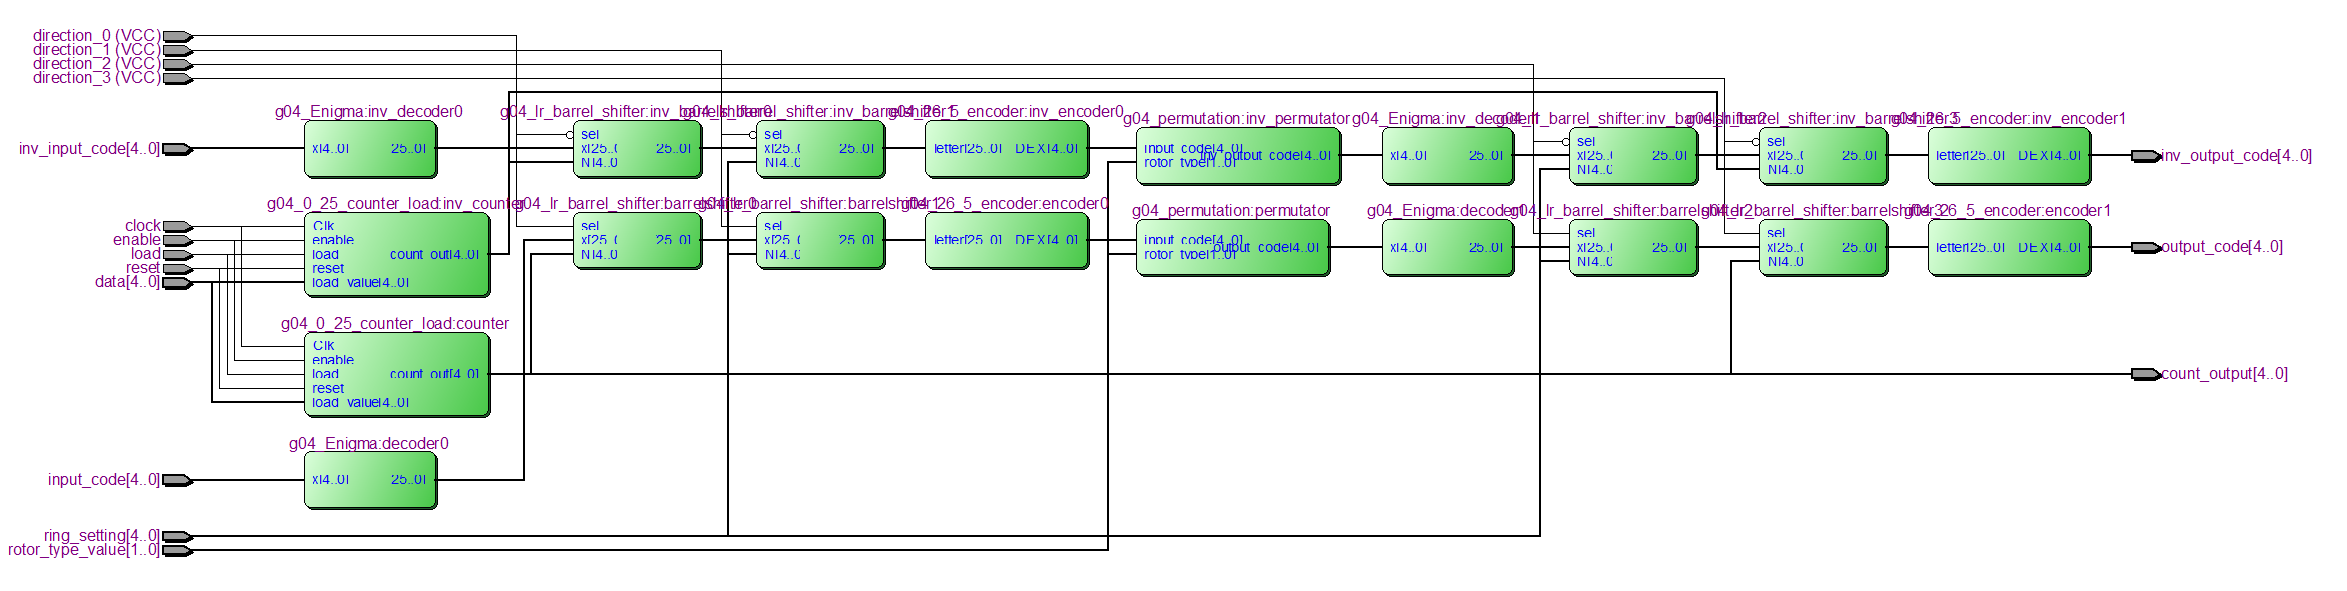 direction_0 (VCC)
direction_1 (VCC)
direction_2 (VCC)
direction_3 (VCC)
g04_Enigma:inv_decoder0
g04_lr_barrel_shifter:inv_barrelshifter0
g04_lr_barrel_shifter:inv_barrelshifter1
g04_26_5_encoder:inv_encoder0
g04_permutation:inv_permutator
g04_Enigma:inv_decoder1
g04_lr_barrel_shifter:inv_barrelshifter2
g04_lr_barrel_shifter:inv_barrelshifter3
g04_26_5_encoder:inv_encoder1
inv_input_code[4..0]
x[4..0] 25..0]
sel
x[25..0 25..0]
N[4..0
sel
x[25..0 25..0]
N[4..0
letter[25..0] DEX[4..0]
input_code[4..0]
rotor_type[1..0] inv_output_code[4..0]
x[4..0] 25..0]
sel
x[25..0 25..0]
N[4..0
sel
x[25..0 25..0]
N[4..0
letter[25..0] DEX[4..0]
inv_output_code[4..0]
g04_0_25_counter_load:inv_counter
g04_lr_barrel_shifter:barrelshifter0
g04_lr_barrel_shifter:barrelshifter1
g04_26_5_encoder:encoder0
g04_permutation:permutator
g04_Enigma:decoder1
g04_lr_barrel_shifter:barrelshifter2
g04_lr_barrel_shifter:barrelshifter3
g04_26_5_encoder:encoder1
clock
enable
load
reset
data[4..0]
Clk
enable
load count_out[4..0]
reset
load_value[4..0]
sel
x[25..0 25..0]
N[4..0
sel
x[25..0 25..0]
N[4..0
letter[25..0] DEX[4..0]
input_code[4..0]
rotor_type[1..0] output_code[4..0]
x[4..0] 25..0]
sel
x[25..0 25..0]
N[4..0
sel
x[25..0 25..0]
N[4..0
letter[25..0] DEX[4..0]
output_code[4..0]
g04_0_25_counter_load:counter
Clk
enable
load count_out[4..0]
reset
load_value[4..0]
count_output[4..0]
g04_Enigma:decoder0
input_code[4..0]
x[4..0] 25..0]
ring_setting[4..0]
rotor_type_value[1..0]